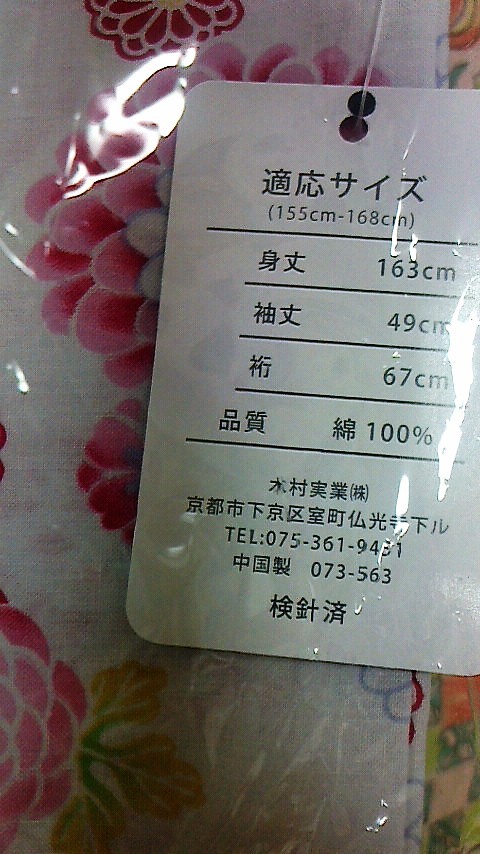 適応サイズ
(155cm-168cm)
身丈 163cm
袖丈 49cm
裄 67cm
品質 綿 100%
木村実業㈱
京都市下京区室町仏光寺下ル
TEL:075-361-9431
中国製 073-563
検針済